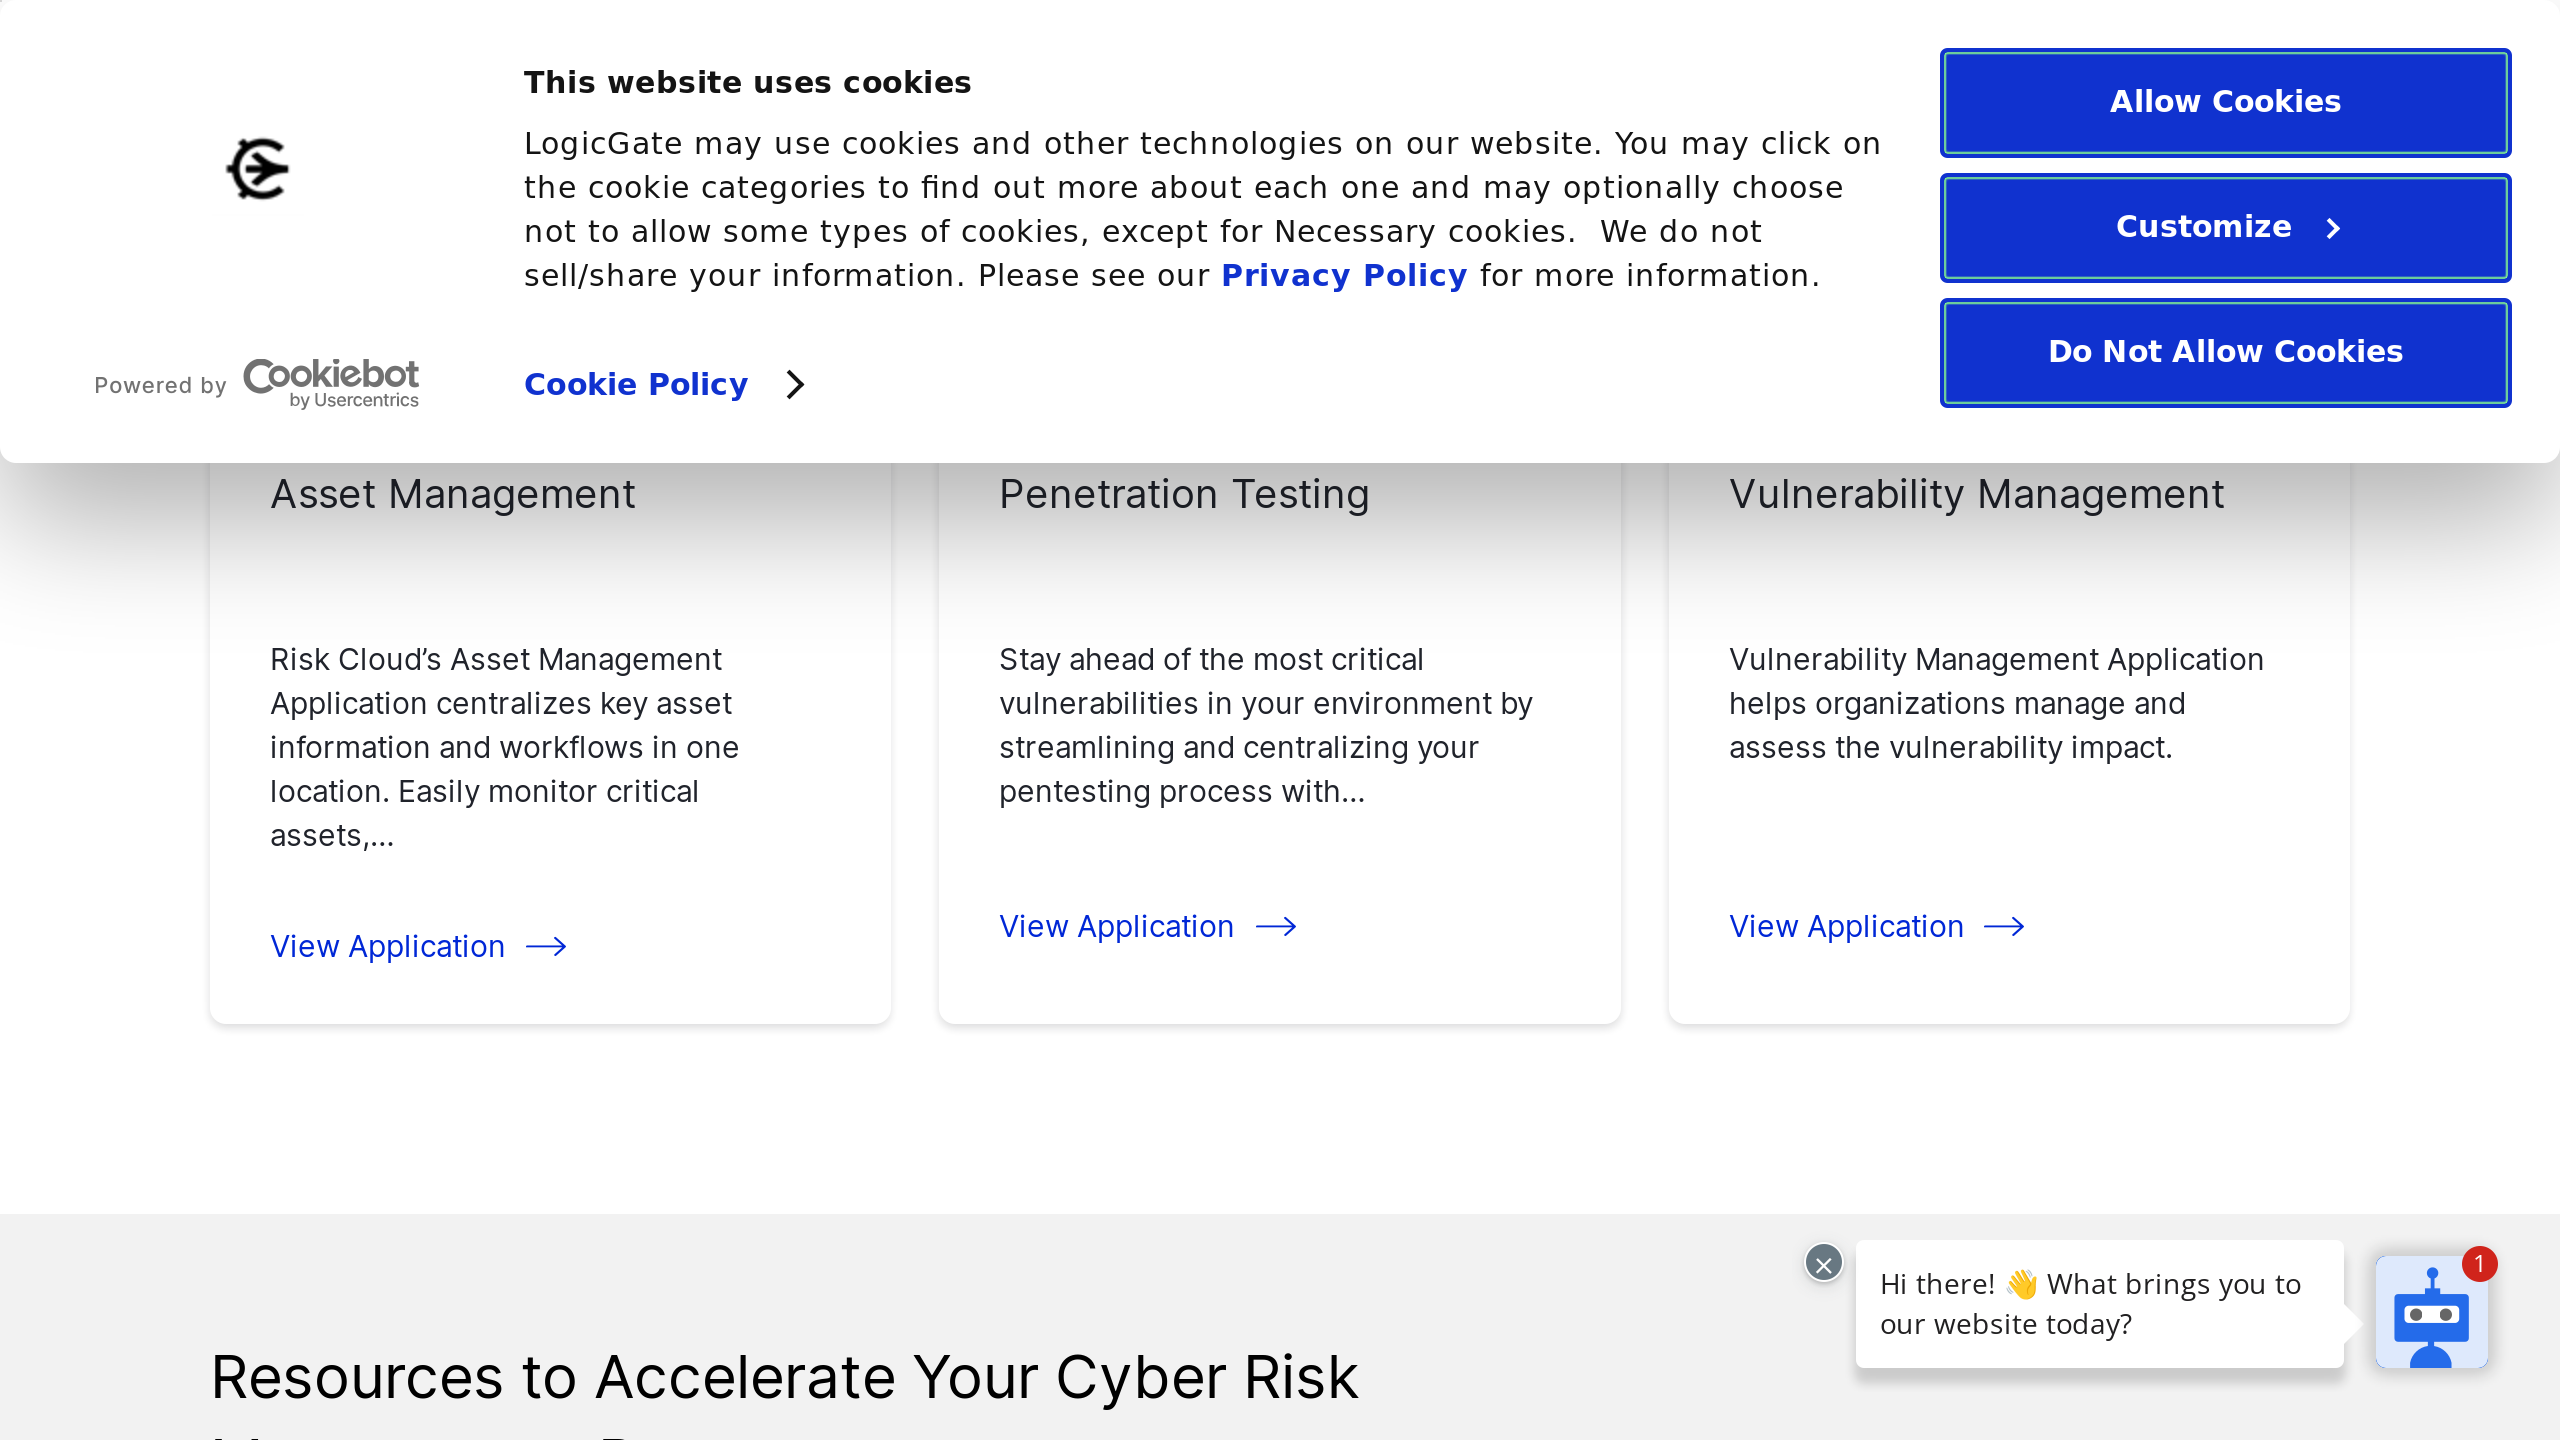 This website uses cookies
LogicGate may use cookies and other technologies on our website. You may click on
the cookie categories to find out more about each one and may optionally choose
not to allow some types of cookies, except for Necessary cookies.  We do not
sell/share your information. Please see our Privacy Policy for more information.
Allow Cookies
Customize
Do Not Allow Cookies
Powered by Cookiebot
by Usercentrics
Cookie Policy
Asset Management
Risk Cloud’s Asset Management
Application centralizes key asset
information and workflows in one
location. Easily monitor critical
assets,...
View Application
Penetration Testing
Stay ahead of the most critical
vulnerabilities in your environment by
streamlining and centralizing your
pentesting process with...
View Application
Vulnerability Management
Vulnerability Management Application
helps organizations manage and
assess the vulnerability impact.
View Application
Hi there! 👋 What brings you to
our website today?
1
Resources to Accelerate Your Cyber Risk